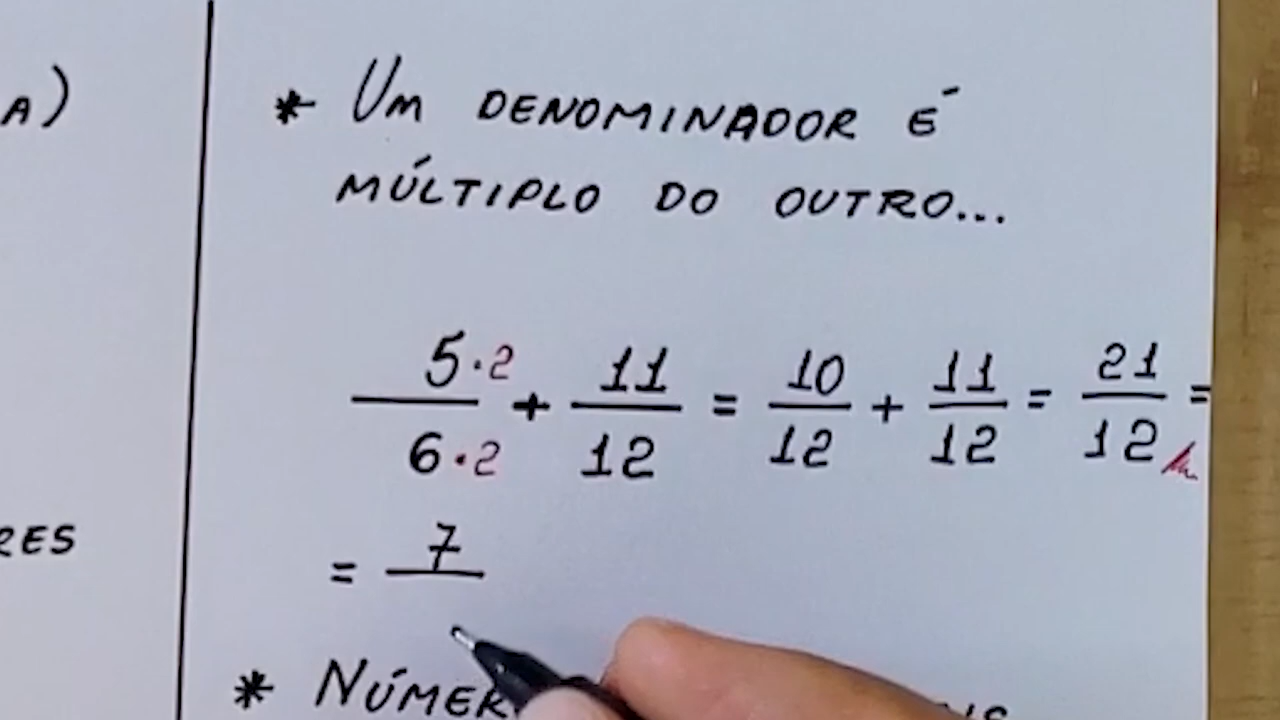 A)
* Um DENOMINADOR É
MÚLTIPLO DO OUTRO...
5·2 / 6·2 + 11/12 = 10/12 + 11/12 = 21/12 =
= 7/
RES
* NÚMER